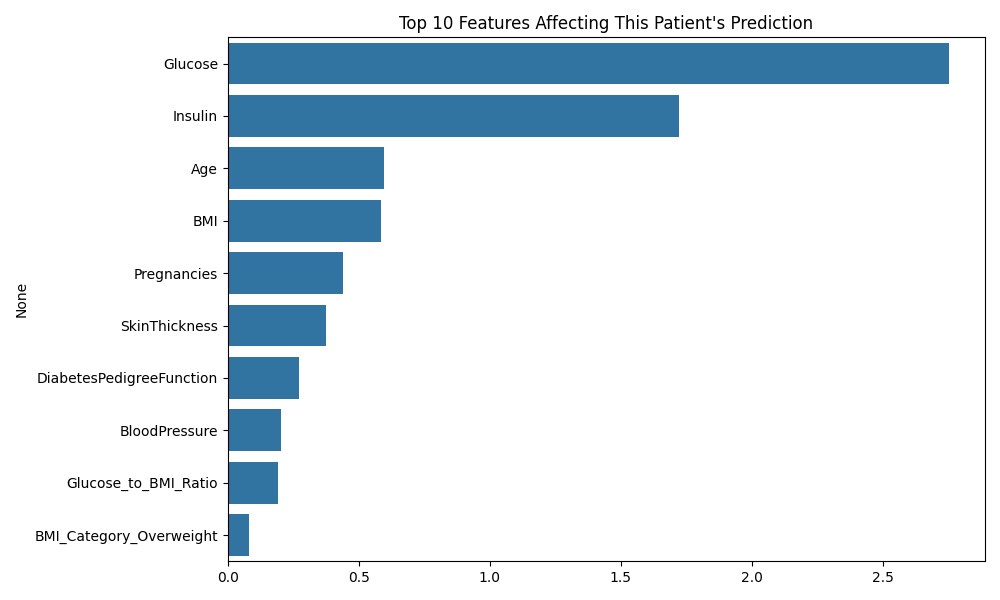 Top 10 Features Affecting This Patient's Prediction
None
Glucose
Insulin
Age
BMI
Pregnancies
SkinThickness
DiabetesPedigreeFunction
BloodPressure
Glucose_to_BMI_Ratio
BMI_Category_Overweight
0.0 0.5 1.0 1.5 2.0 2.5